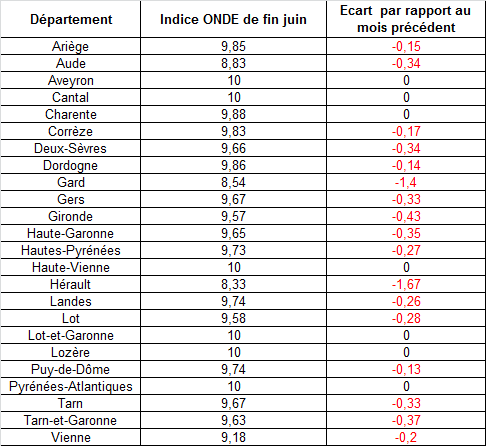 Département Indice ONDE de fin juin Ecart par rapport au mois précédent
Ariège 9,85 -0,15
Aude 8,83 -0,34
Aveyron 10 0
Cantal 10 0
Charente 9,88 0
Corrèze 9,83 -0,17
Deux-Sèvres 9,66 -0,34
Dordogne 9,86 -0,14
Gard 8,54 -1,4
Gers 9,67 -0,33
Gironde 9,57 -0,43
Haute-Garonne 9,65 -0,35
Hautes-Pyrénées 9,73 -0,27
Haute-Vienne 10 0
Hérault 8,33 -1,67
Landes 9,74 -0,26
Lot 9,58 -0,28
Lot-et-Garonne 10 0
Lozère 10 0
Puy-de-Dôme 9,74 -0,13
Pyrénées-Atlantiques 10 0
Tarn 9,67 -0,33
Tarn-et-Garonne 9,63 -0,37
Vienne 9,18 -0,2